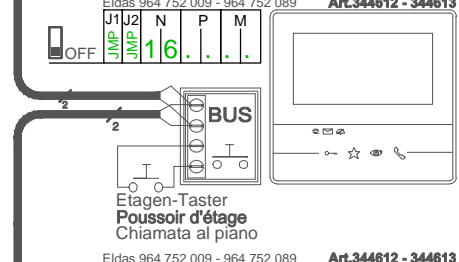 Eldas 964 752 009 - 964 752 089 Art.344612 - 344613
J1 J2 N P M
OFF JMP JMP 1 6 . . . .
2
2
BUS
Etagen-Taster
Poussoir d'étage
Chiamata al piano
Eldas 964 752 009 - 964 752 089 Art.344612 - 344613